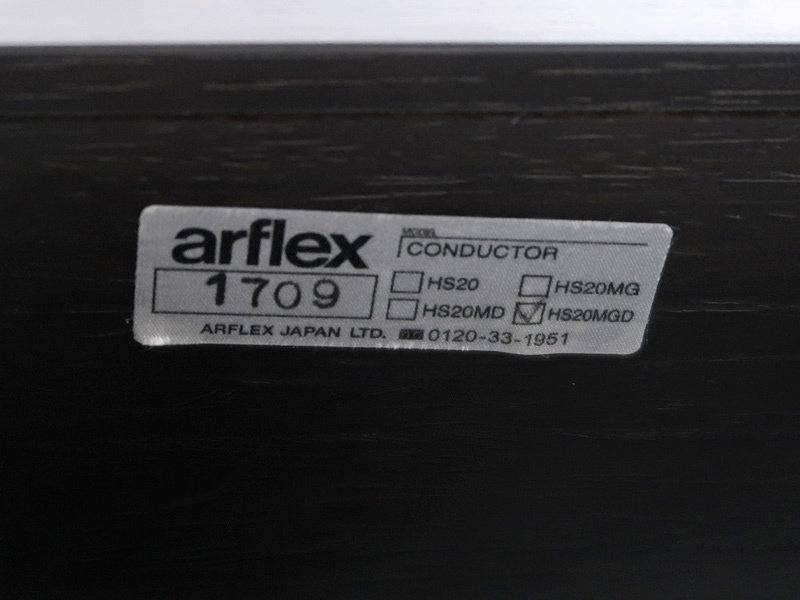 arflex
MODEL
CONDUCTOR
1709
HS20 HS20MG
HS20MD HS20MGD
ARFLEX JAPAN LTD. 0120-33-1951